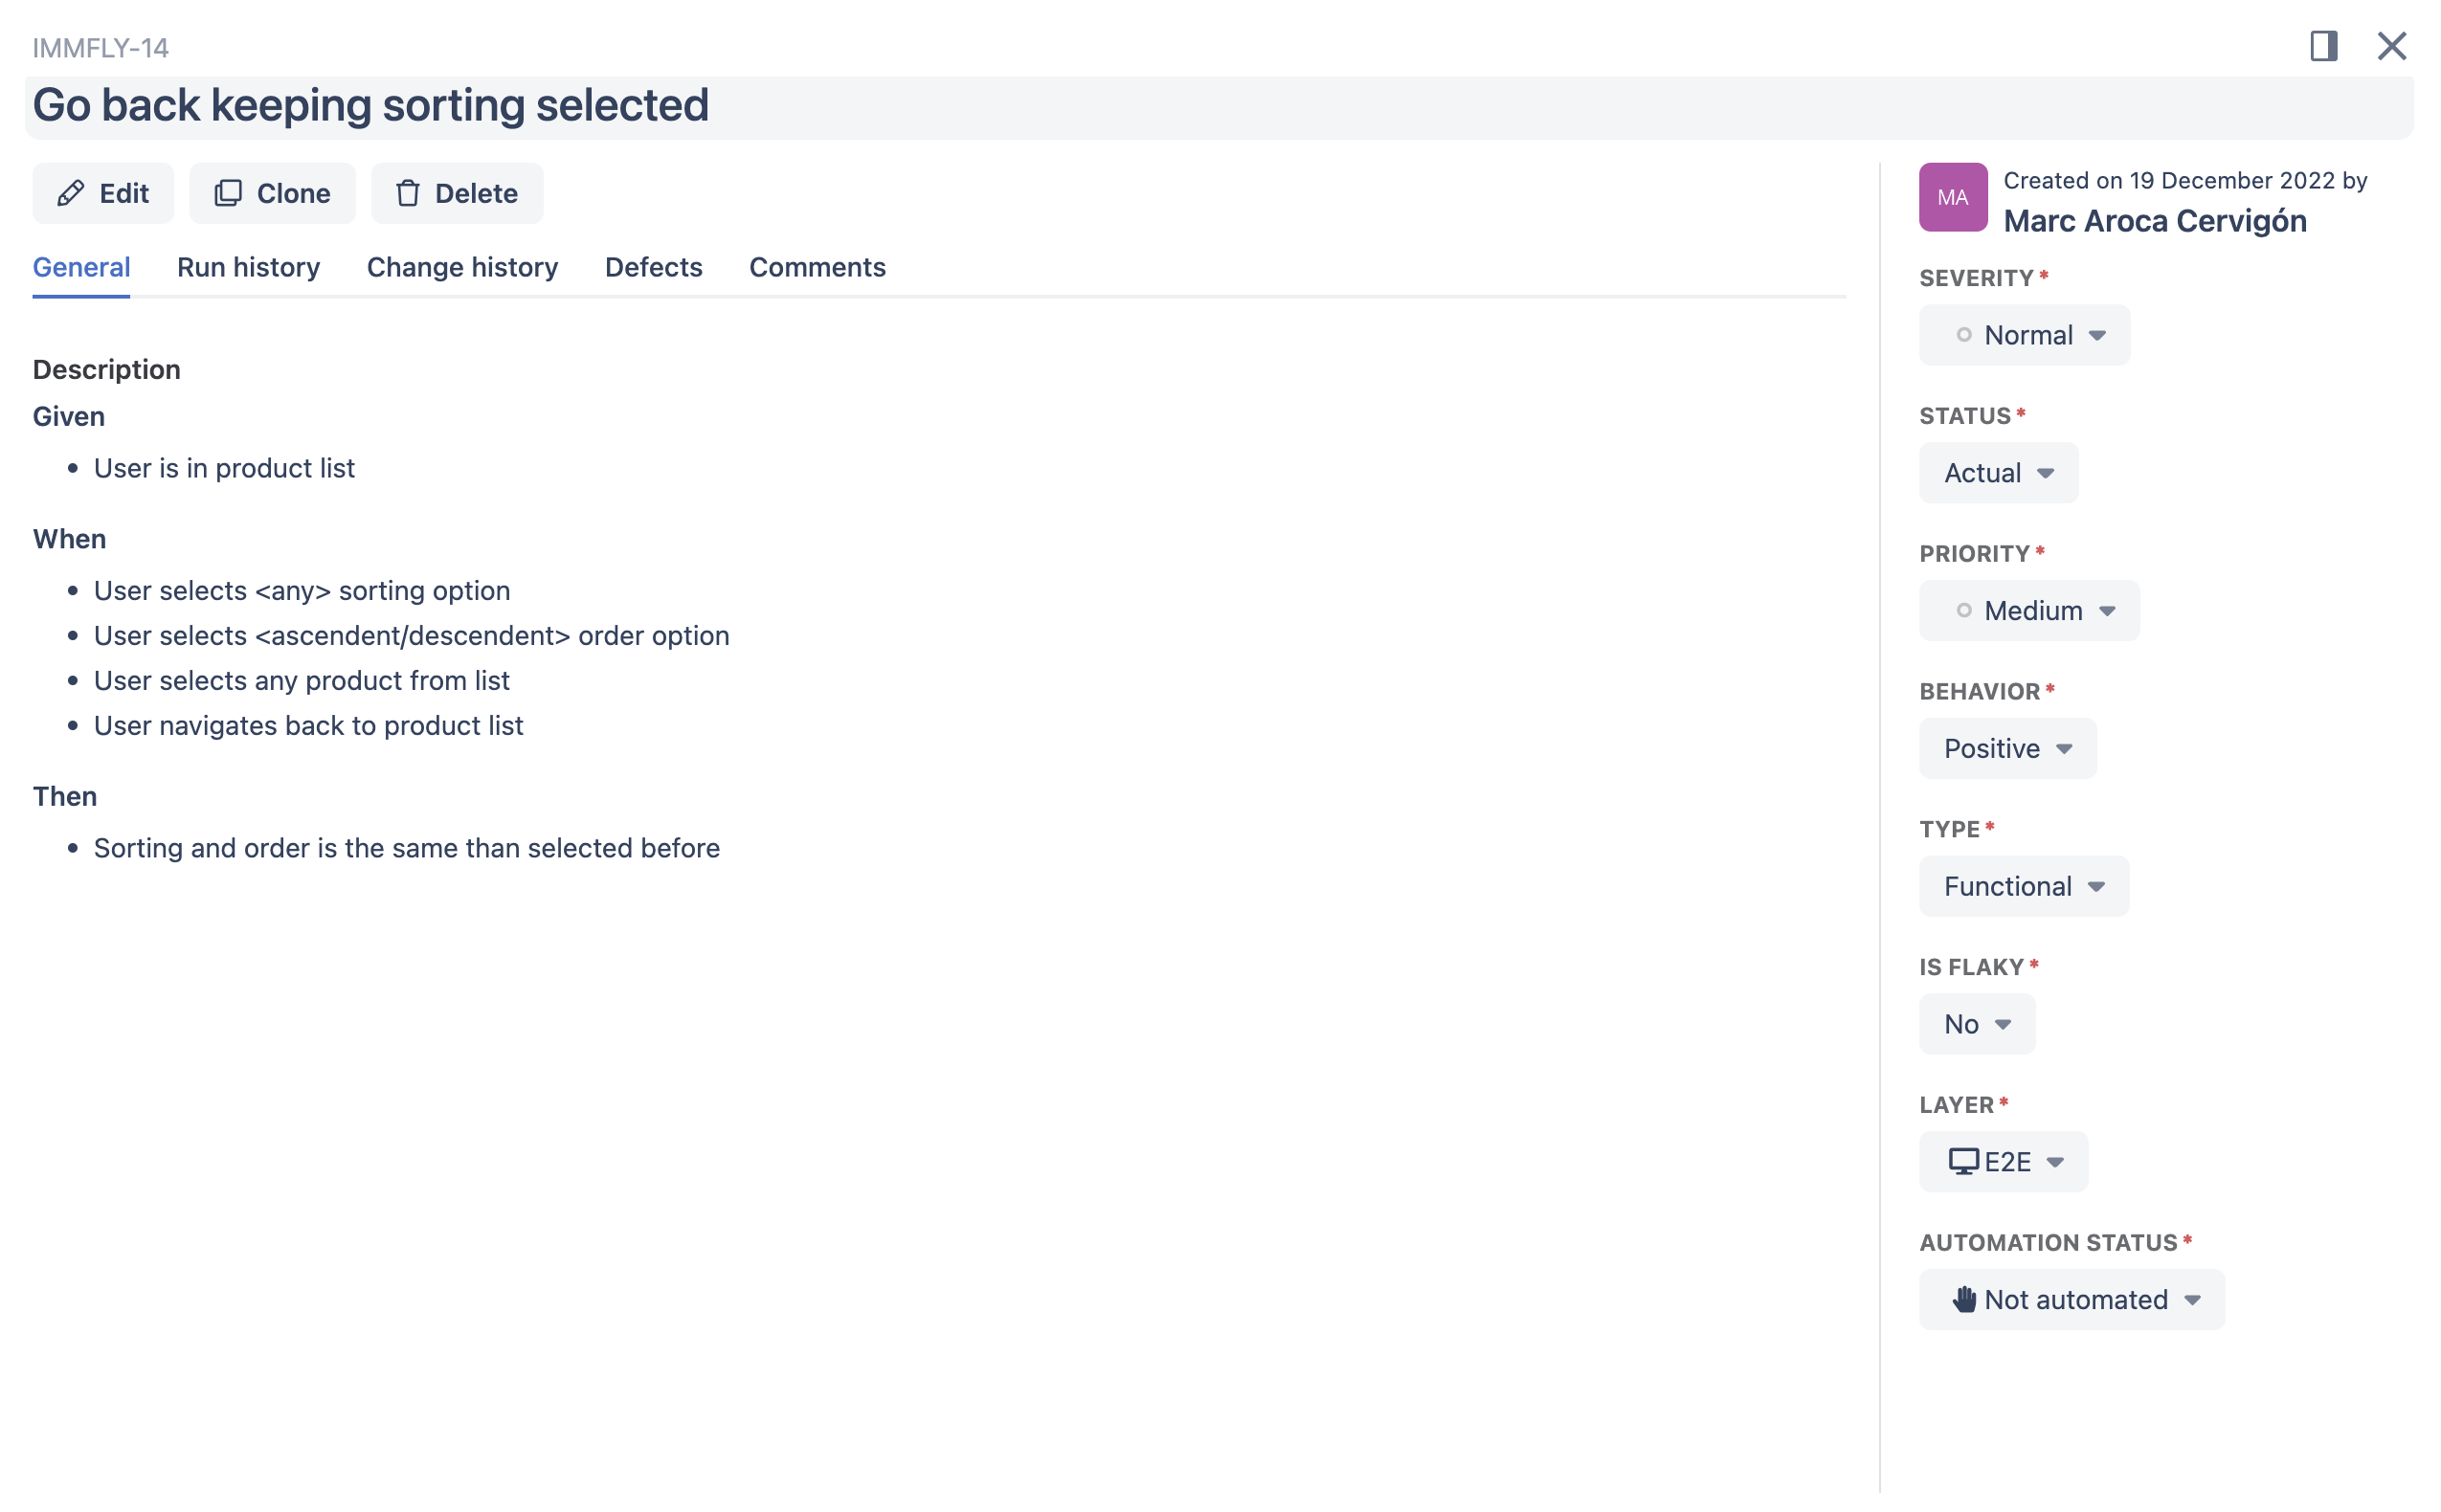 IMMFLY-14
Go back keeping sorting selected
Edit
Clone
Delete
General
Run history
Change history
Defects
Comments
Description
Given
User is in product list
When
User selects <any> sorting option
User selects <ascendent/descendent> order option
User selects any product from list
User navigates back to product list
Then
Sorting and order is the same than selected before
MA
Created on 19 December 2022 by
Marc Aroca Cervigón
SEVERITY*
Normal
STATUS*
Actual
PRIORITY*
Medium
BEHAVIOR*
Positive
TYPE*
Functional
IS FLAKY*
No
LAYER*
E2E
AUTOMATION STATUS*
Not automated